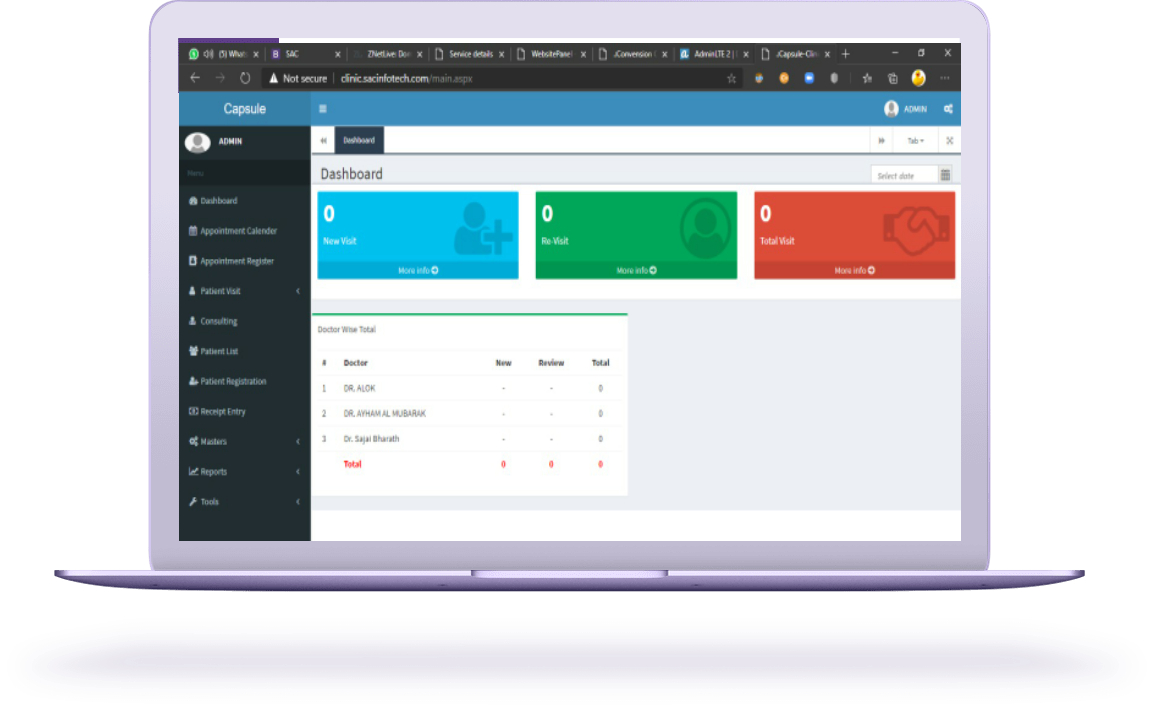 (5) What: SAC ZNetLive: Dom Service details WebsitePanel .:Convension C AdminLTE 2 | .:Capsule-Clin
Not secure clinic.sacinfotech.com/main.aspx
Capsule ADMIN
ADMIN Dashboard Tab
Menu
Dashboard Select date
Dashboard
Appointment Calender
Appointment Register
Patient Visit
Consulting
Patient List
Patient Registration
Receipt Entry
Masters
Reports
Tools
0 0 0
New Visit Re-Visit Total Visit
More info More info More info
Doctor Wise Total
# Doctor New Review Total
1 DR. ALOK - - 0
2 DR. AYHAM AL MUBARAK - - 0
3 Dr. Sajai Bharath - - 0
Total 0 0 0